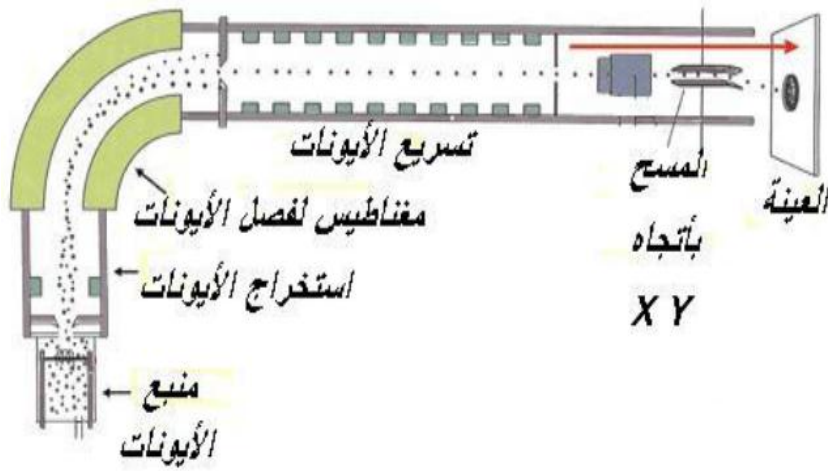 تسريع الأيونات
المسح
بأتجاه
X Y
العينة
مغناطيس لفصل الأيونات
استخراج الأيونات
منبع
الأيونات